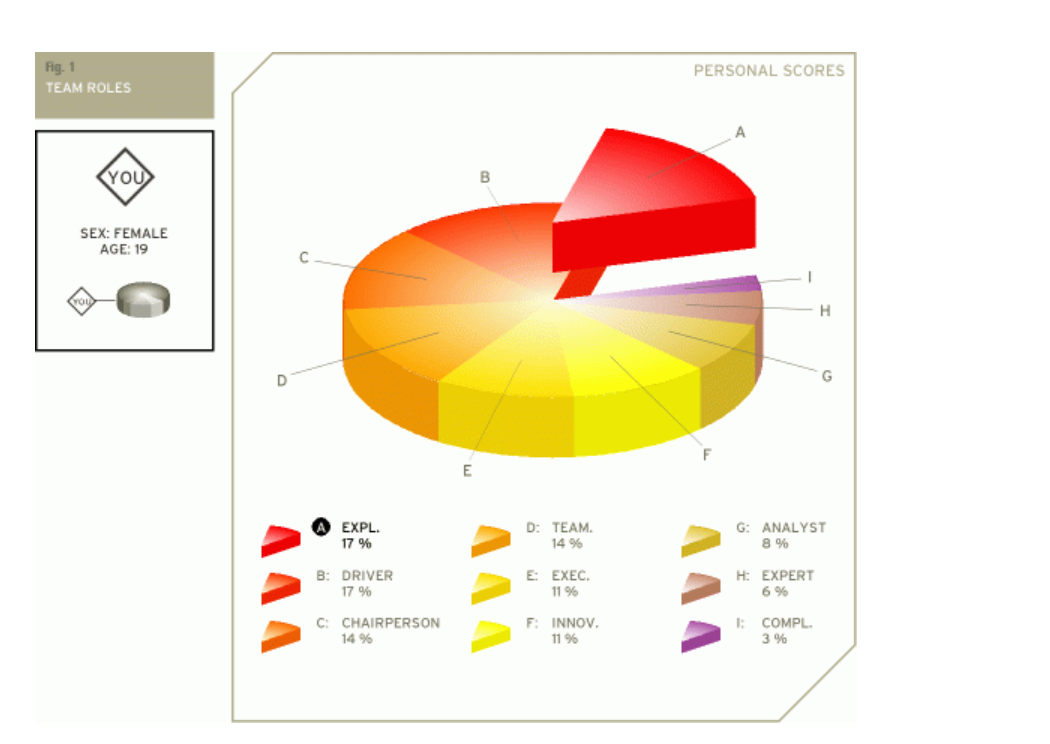 Fig. 1
TEAM ROLES
YOU
SEX: FEMALE
AGE: 19
YOU
PERSONAL SCORES
A
B
C
D
E
F
G
H
I
A EXPL.
17 %
B: DRIVER
17 %
C: CHAIRPERSON
14 %
D: TEAM.
14 %
E: EXEC.
11 %
F: INNOV.
11 %
G: ANALYST
8 %
H: EXPERT
6 %
I: COMPL.
3 %